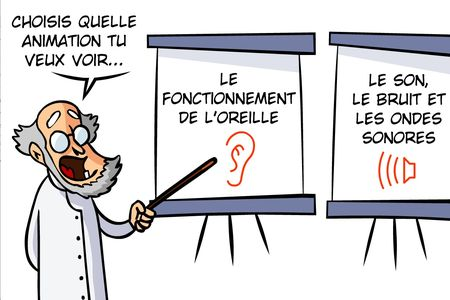 CHOISIS QUELLE
ANIMATION TU
VEUX VOIR...
LE
FONCTIONNEMENT
DE L'OREILLE
LE SON,
LE BRUIT ET
LES ONDES
SONORES